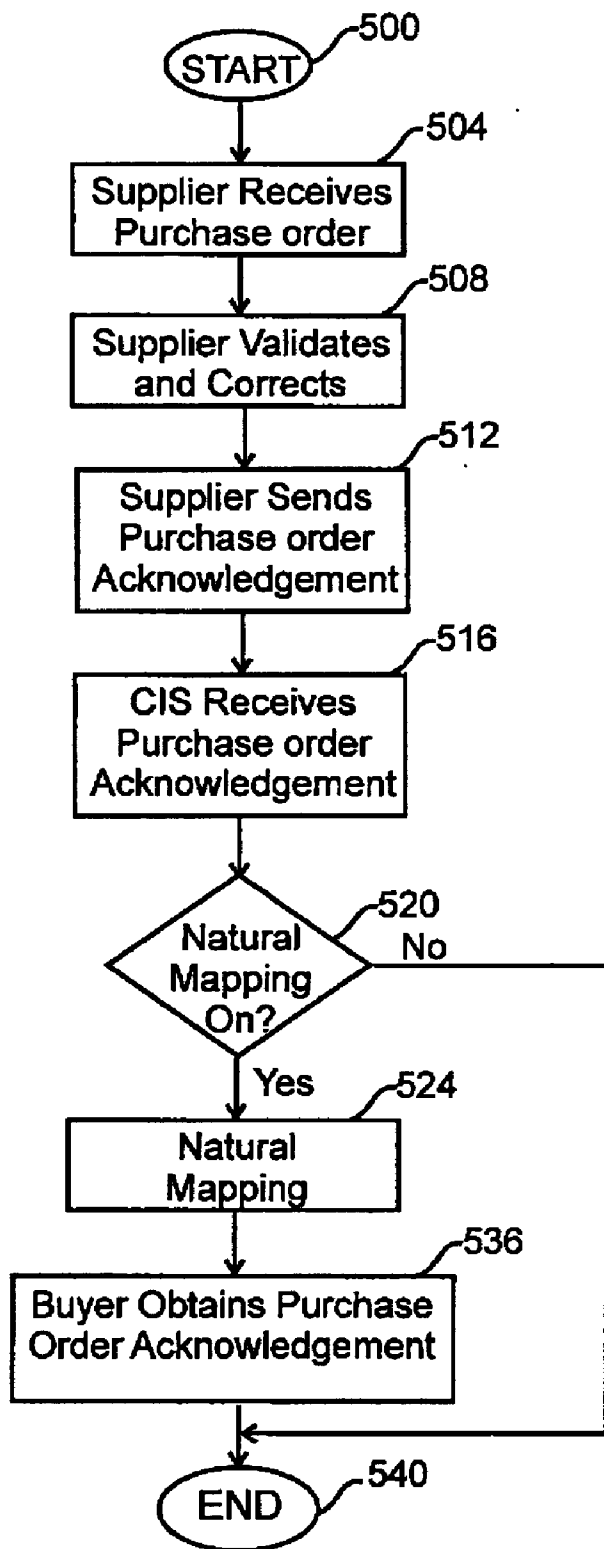 START
500
504
Supplier Receives
Purchase order
508
Supplier Validates
and Corrects
512
Supplier Sends
Purchase order
Acknowledgement
516
CIS Receives
Purchase order
Acknowledgement
520
Natural
Mapping
On?
No
Yes
524
Natural
Mapping
536
Buyer Obtains Purchase
Order Acknowledgement
END
540